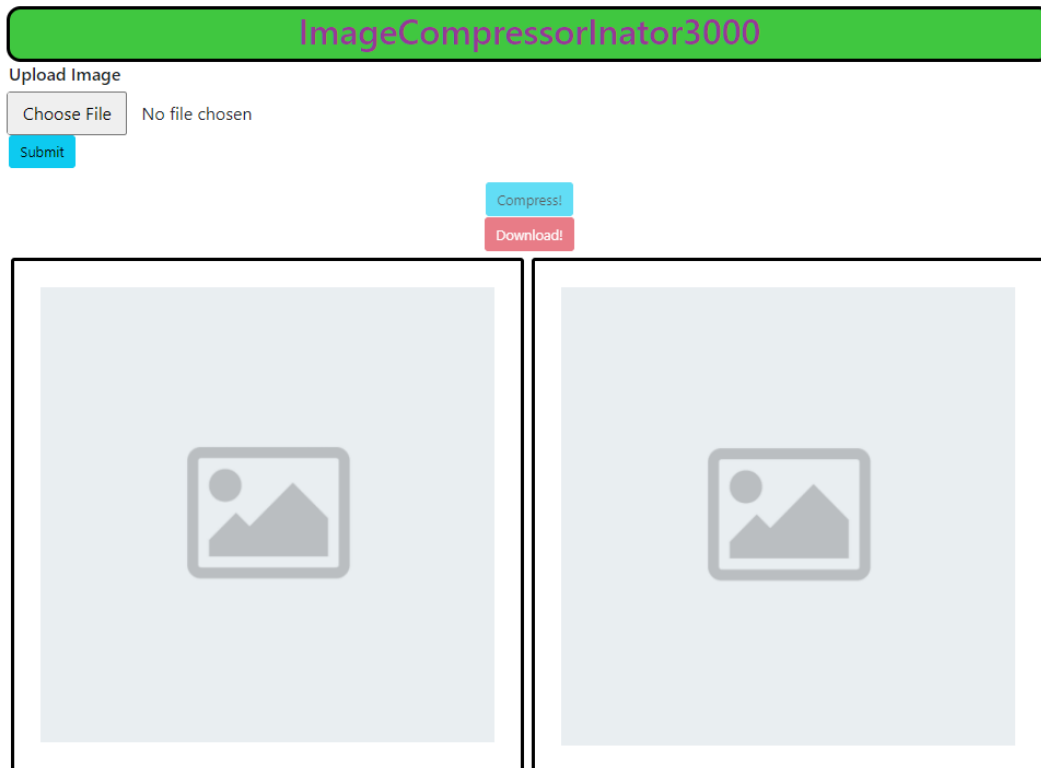 ImageCompressorInator3000
Upload Image
Choose File No file chosen
Submit
Compress!
Download!